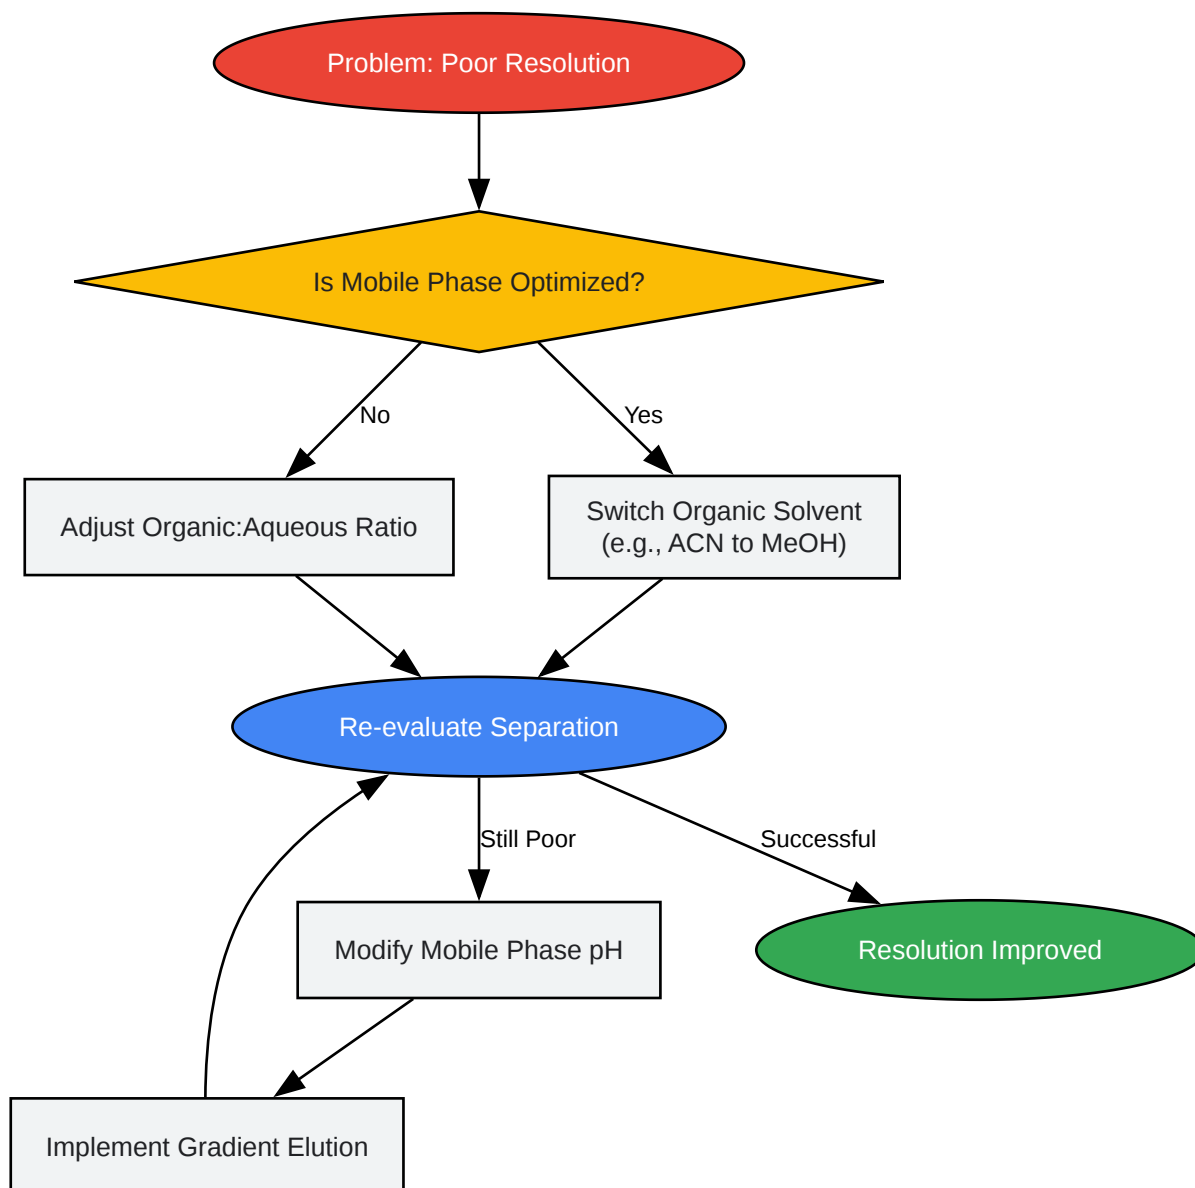 Problem: Poor Resolution
Is Mobile Phase Optimized?
No
Yes
Adjust Organic:Aqueous Ratio
Switch Organic Solvent
(e.g., ACN to MeOH)
Re-evaluate Separation
Still Poor
Successful
Modify Mobile Phase pH
Resolution Improved
Implement Gradient Elution